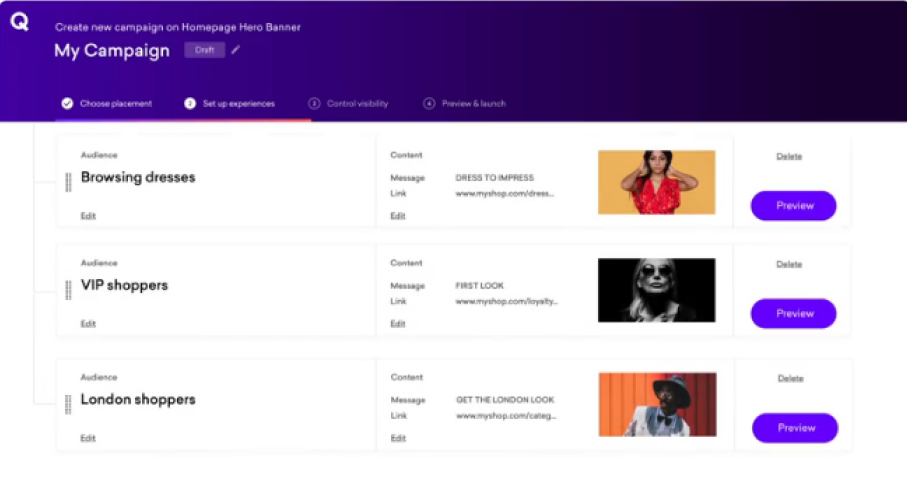 Q
Create new campaign on Homepage Hero Banner
My Campaign Draft
Choose placement 2 Set up experiences 3 Control visibility 4 Preview & launch
Audience
Browsing dresses
Edit
Content
Message DRESS TO IMPRESS
Link www.myshop.com/dress...
Edit
Delete
Preview
Audience
VIP shoppers
Edit
Content
Message FIRST LOOK
Link www.myshop.com/loyalty...
Edit
Delete
Preview
Audience
London shoppers
Edit
Content
Message GET THE LONDON LOOK
Link www.myshop.com/categ...
Edit
Delete
Preview